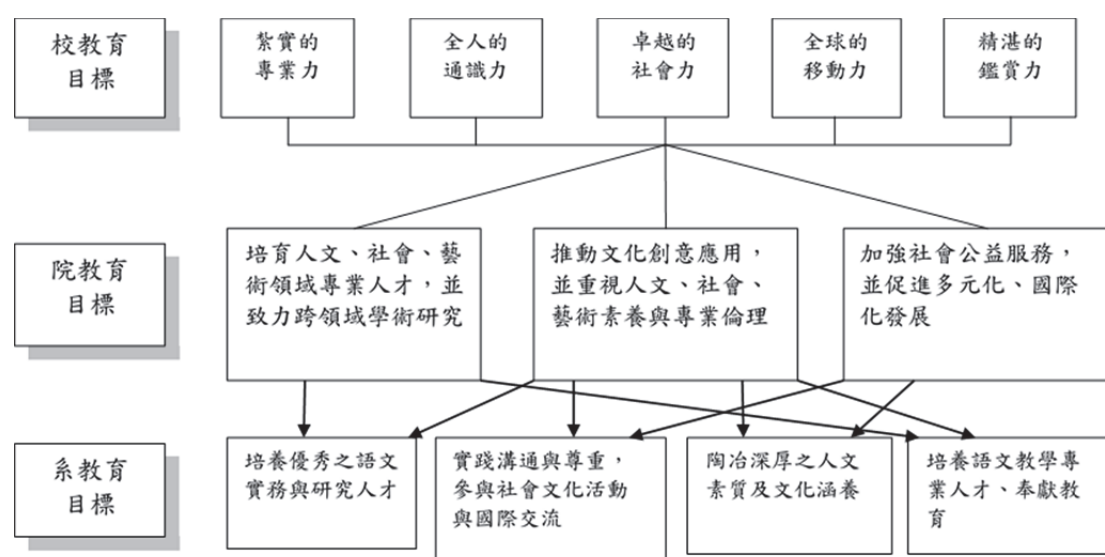 校教育
目標
紮實的
專業力
全人的
通識力
卓越的
社會力
全球的
移動力
精湛的
鑑賞力
院教育
目標
培育人文、社會、藝
術領域專業人才，並
致力跨領域學術研究
推動文化創意應用，
並重視人文、社會、
藝術素養與專業倫理
加強社會公益服務，
並促進多元化、國際
化發展
系教育
目標
培養優秀之語文
實務與研究人才
實踐溝通與尊重，
參與社會文化活動
與國際交流
陶冶深厚之人文
素質及文化涵養
培養語文教學專
業人才、奉獻教
育